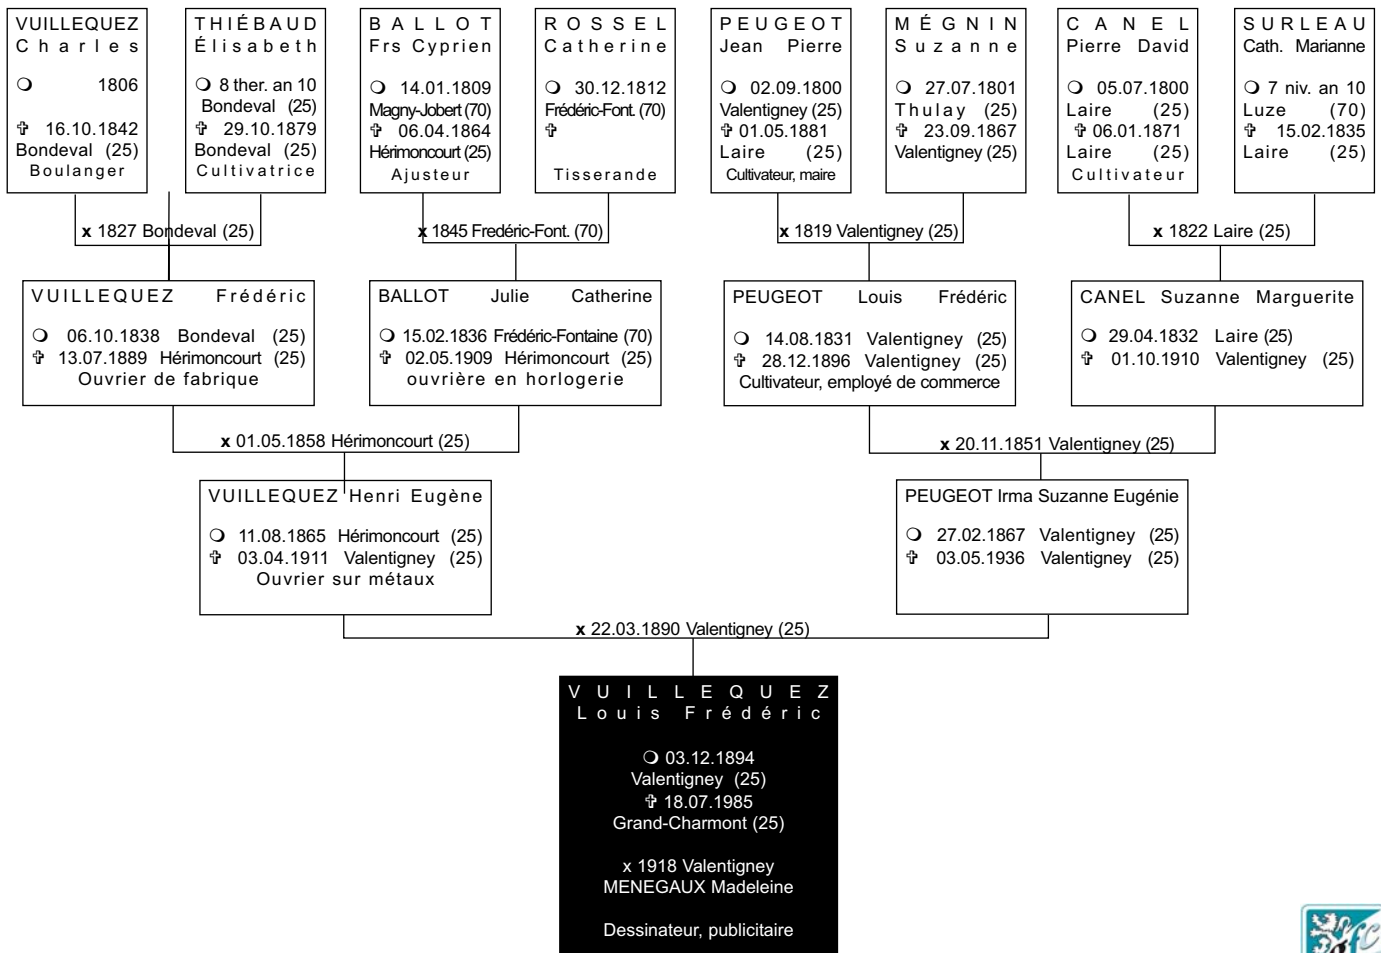 VUILLEQUEZ
Charles
O 1806
✞ 16.10.1842
Bondeval (25)
Boulanger
THIÉBAUD
Élisabeth
O 8 ther. an 10
Bondeval (25)
✞ 29.10.1879
Bondeval (25)
Cultivatrice
BALLOT
Frs Cyprien
O 14.01.1809
Magny-Jobert (70)
✞ 06.04.1864
Hérimoncourt (25)
Ajusteur
ROSSEL
Catherine
O 30.12.1812
Frédéric-Font. (70)
✞
Tisserande
PEUGEOT
Jean Pierre
O 02.09.1800
Valentigney (25)
✞ 01.05.1881
Laire (25)
Cultivateur, maire
MÉGNIN
Suzanne
O 27.07.1801
Thulay (25)
✞ 23.09.1867
Valentigney (25)
CANEL
Pierre David
O 05.07.1800
Laire (25)
✞ 06.01.1871
Laire (25)
Cultivateur
SURLEAU
Cath. Marianne
O 7 niv. an 10
Luze (70)
✞ 15.02.1835
Laire (25)
x 1827 Bondeval (25)
x 1845 Fredéric-Font. (70)
x 1819 Valentigney (25)
x 1822 Laire (25)
VUILLEQUEZ Frédéric
O 06.10.1838 Bondeval (25)
✞ 13.07.1889 Hérimoncourt (25)
Ouvrier de fabrique
BALLOT Julie Catherine
O 15.02.1836 Frédéric-Fontaine (70)
✞ 02.05.1909 Hérimoncourt (25)
ouvrière en horlogerie
PEUGEOT Louis Frédéric
O 14.08.1831 Valentigney (25)
✞ 28.12.1896 Valentigney (25)
Cultivateur, employé de commerce
CANEL Suzanne Marguerite
O 29.04.1832 Laire (25)
✞ 01.10.1910 Valentigney (25)
x 01.05.1858 Hérimoncourt (25)
x 20.11.1851 Valentigney (25)
VUILLEQUEZ Henri Eugène
O 11.08.1865 Hérimoncourt (25)
✞ 03.04.1911 Valentigney (25)
Ouvrier sur métaux
PEUGEOT Irma Suzanne Eugénie
O 27.02.1867 Valentigney (25)
✞ 03.05.1936 Valentigney (25)
x 22.03.1890 Valentigney (25)
VUILLEQUEZ
Louis Frédéric
O 03.12.1894
Valentigney (25)
✞ 18.07.1985
Grand-Charmont (25)
x 1918 Valentigney
MENEGAUX Madeleine
Dessinateur, publicitaire